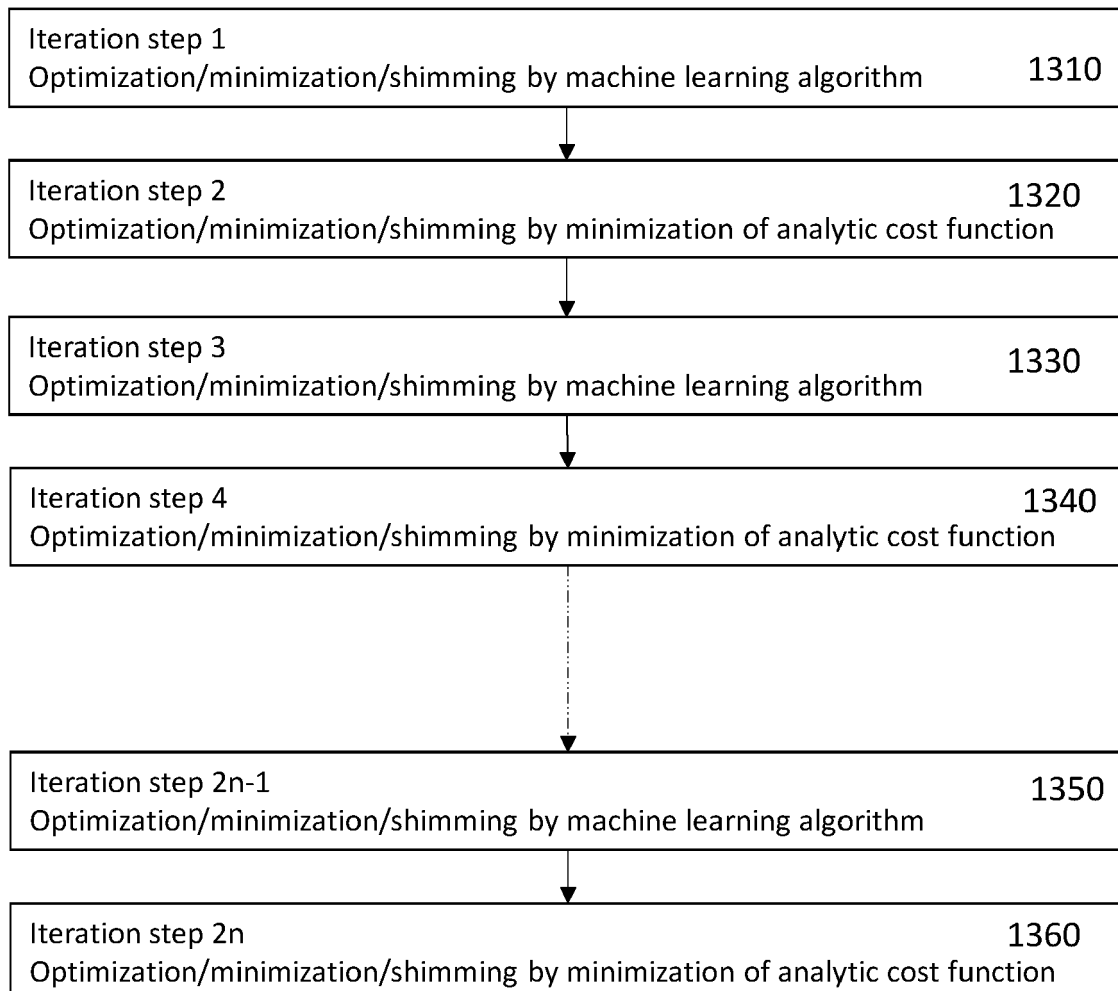 Iteration step 1
Optimization/minimization/shimming by machine learning algorithm
1310
Iteration step 2
Optimization/minimization/shimming by minimization of analytic cost function
1320
Iteration step 3
Optimization/minimization/shimming by machine learning algorithm
1330
Iteration step 4
Optimization/minimization/shimming by minimization of analytic cost function
1340
Iteration step 2n-1
Optimization/minimization/shimming by machine learning algorithm
1350
Iteration step 2n
Optimization/minimization/shimming by minimization of analytic cost function
1360